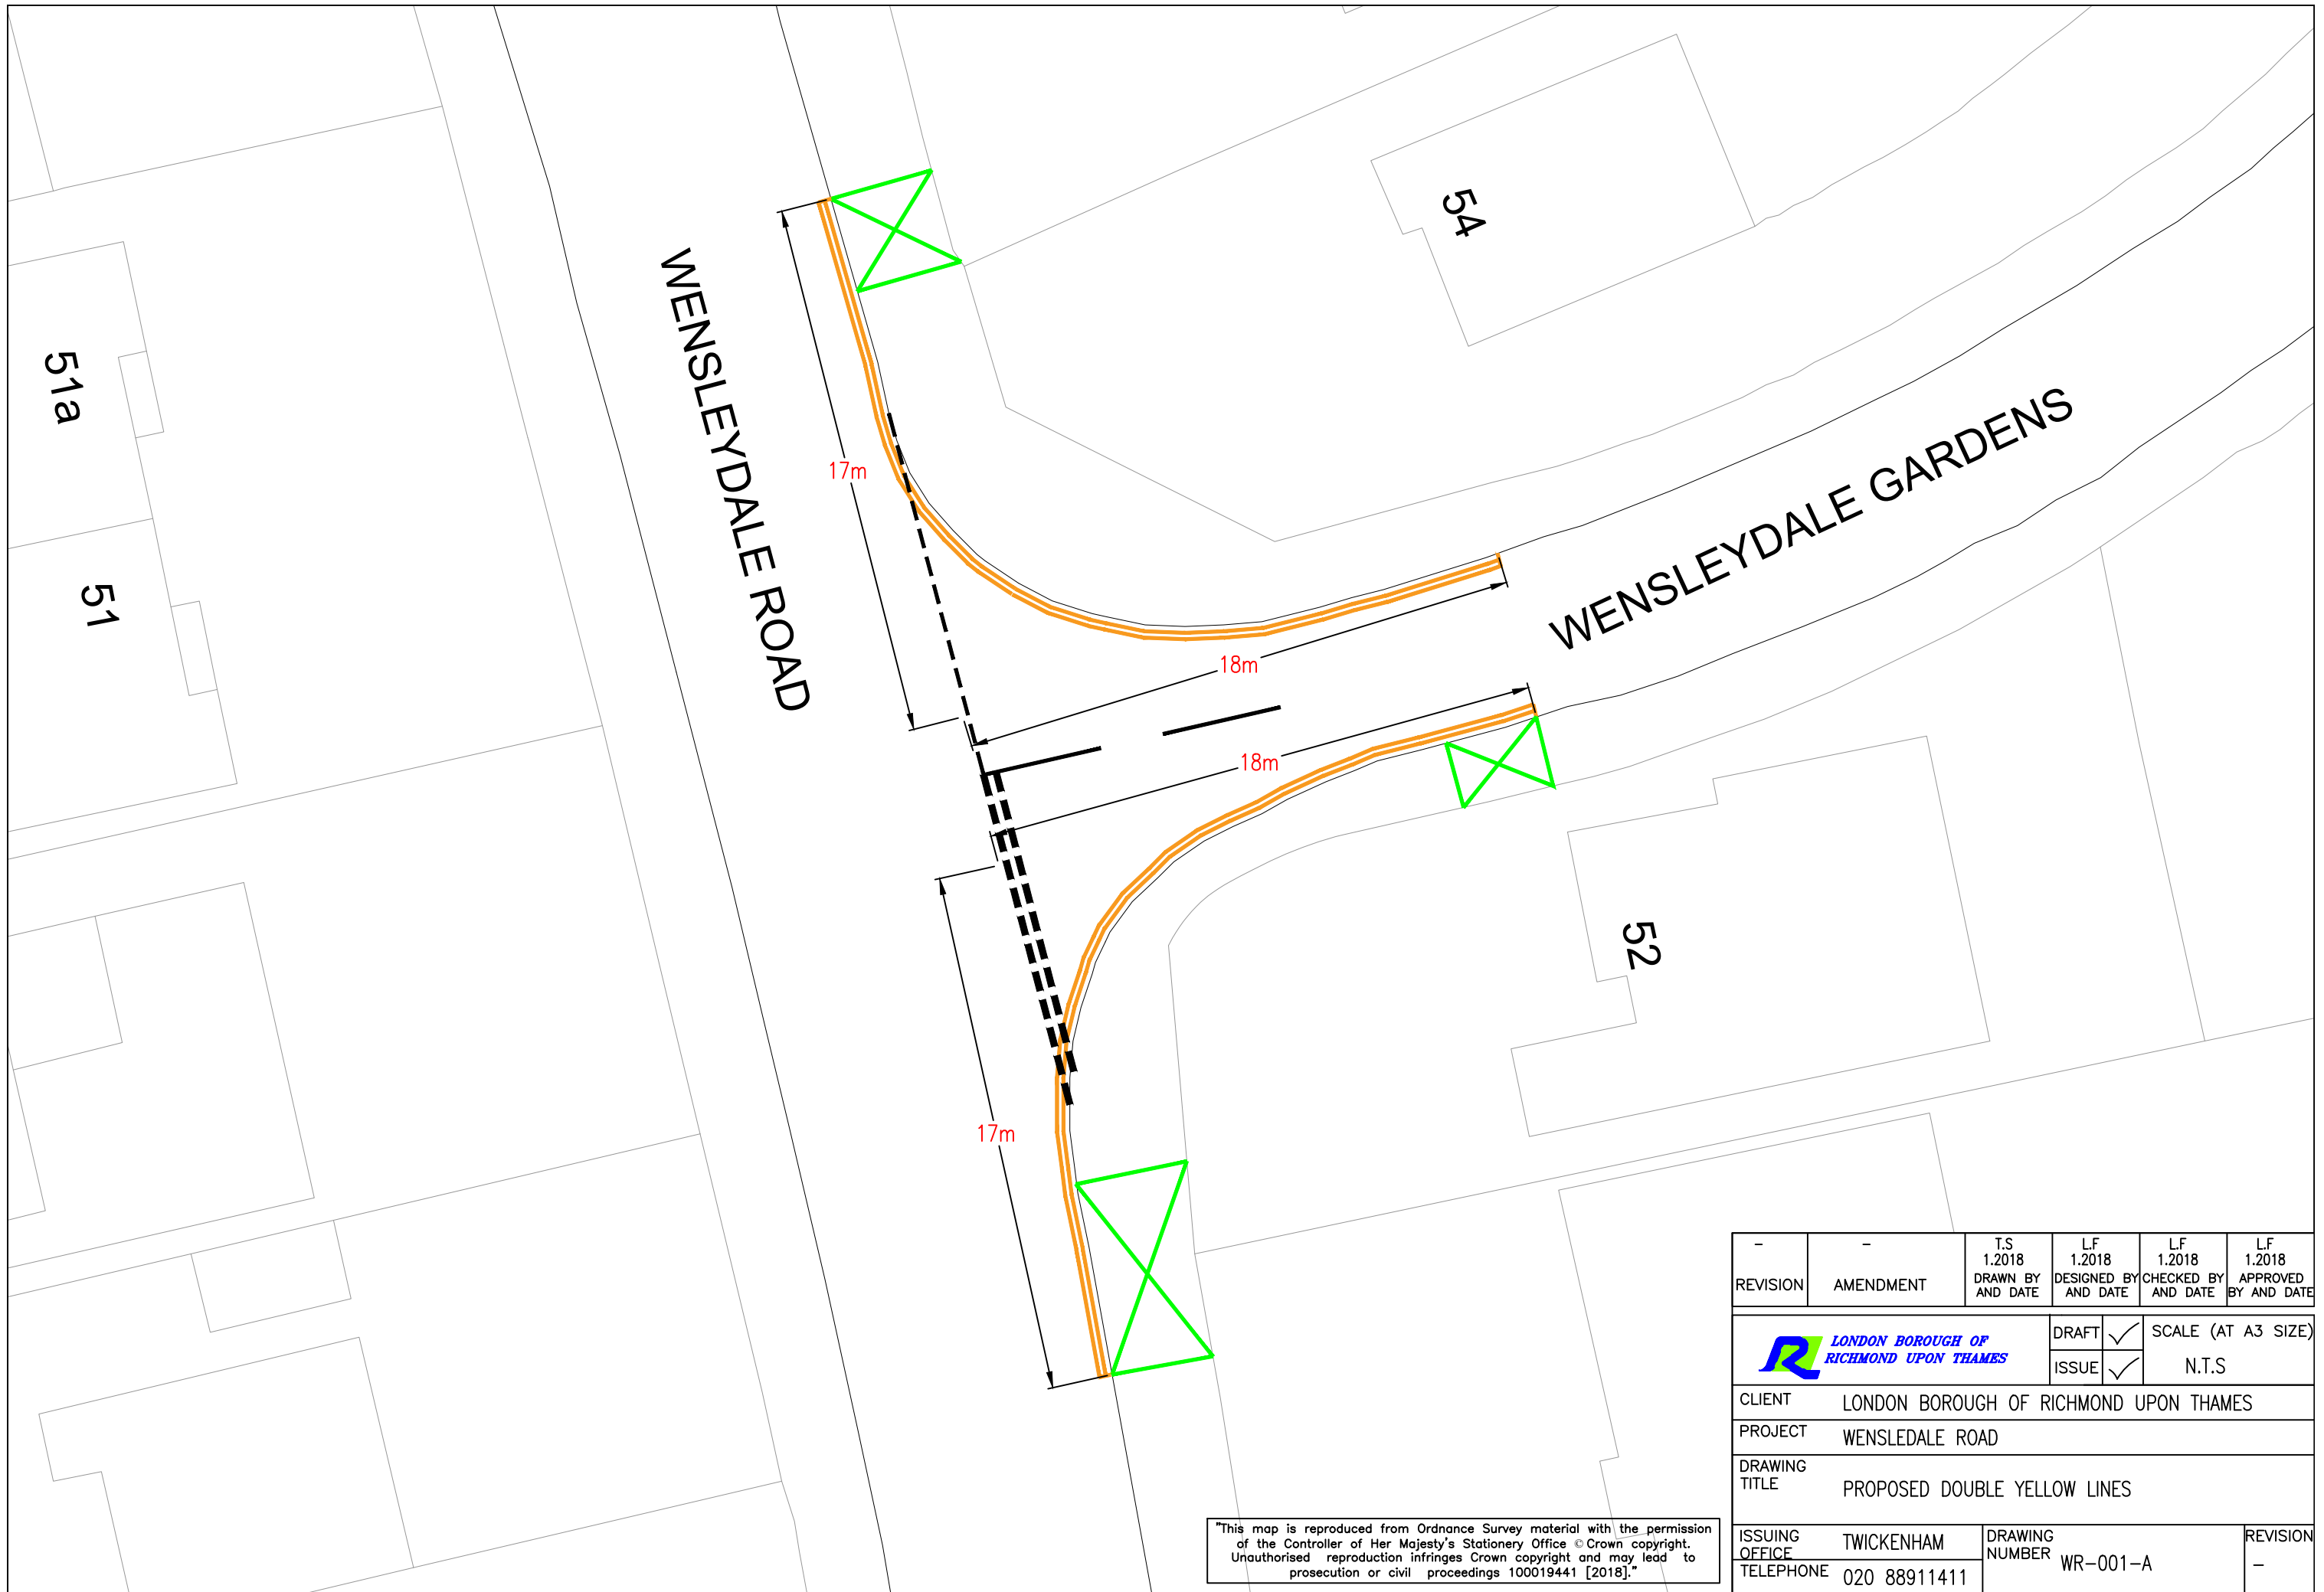 54
WENSLEYDALE ROAD
51a
51
17m
18m
18m
17m
WENSLEYDALE GARDENS
52
"This map is reproduced from Ordnance Survey material with the permission
of the Controller of Her Majesty's Stationery Office © Crown copyright.
Unauthorised reproduction infringes Crown copyright and may lead to
prosecution or civil proceedings 100019441 [2018]."
- - T.S L.F L.F L.F
1.2018 1.2018 1.2018 1.2018
REVISION AMENDMENT DRAWN BY DESIGNED BY CHECKED BY APPROVED
AND DATE AND DATE AND DATE BY AND DATE
LONDON BOROUGH OF
RICHMOND UPON THAMES
DRAFT ✓ SCALE (AT A3 SIZE)
ISSUE ✓ N.T.S
CLIENT LONDON BOROUGH OF RICHMOND UPON THAMES
PROJECT WENSLEDALE ROAD
DRAWING
TITLE PROPOSED DOUBLE YELLOW LINES
ISSUING
OFFICE TWICKENHAM
TELEPHONE 020 88911411
DRAWING
NUMBER WR-001-A
REVISION
-